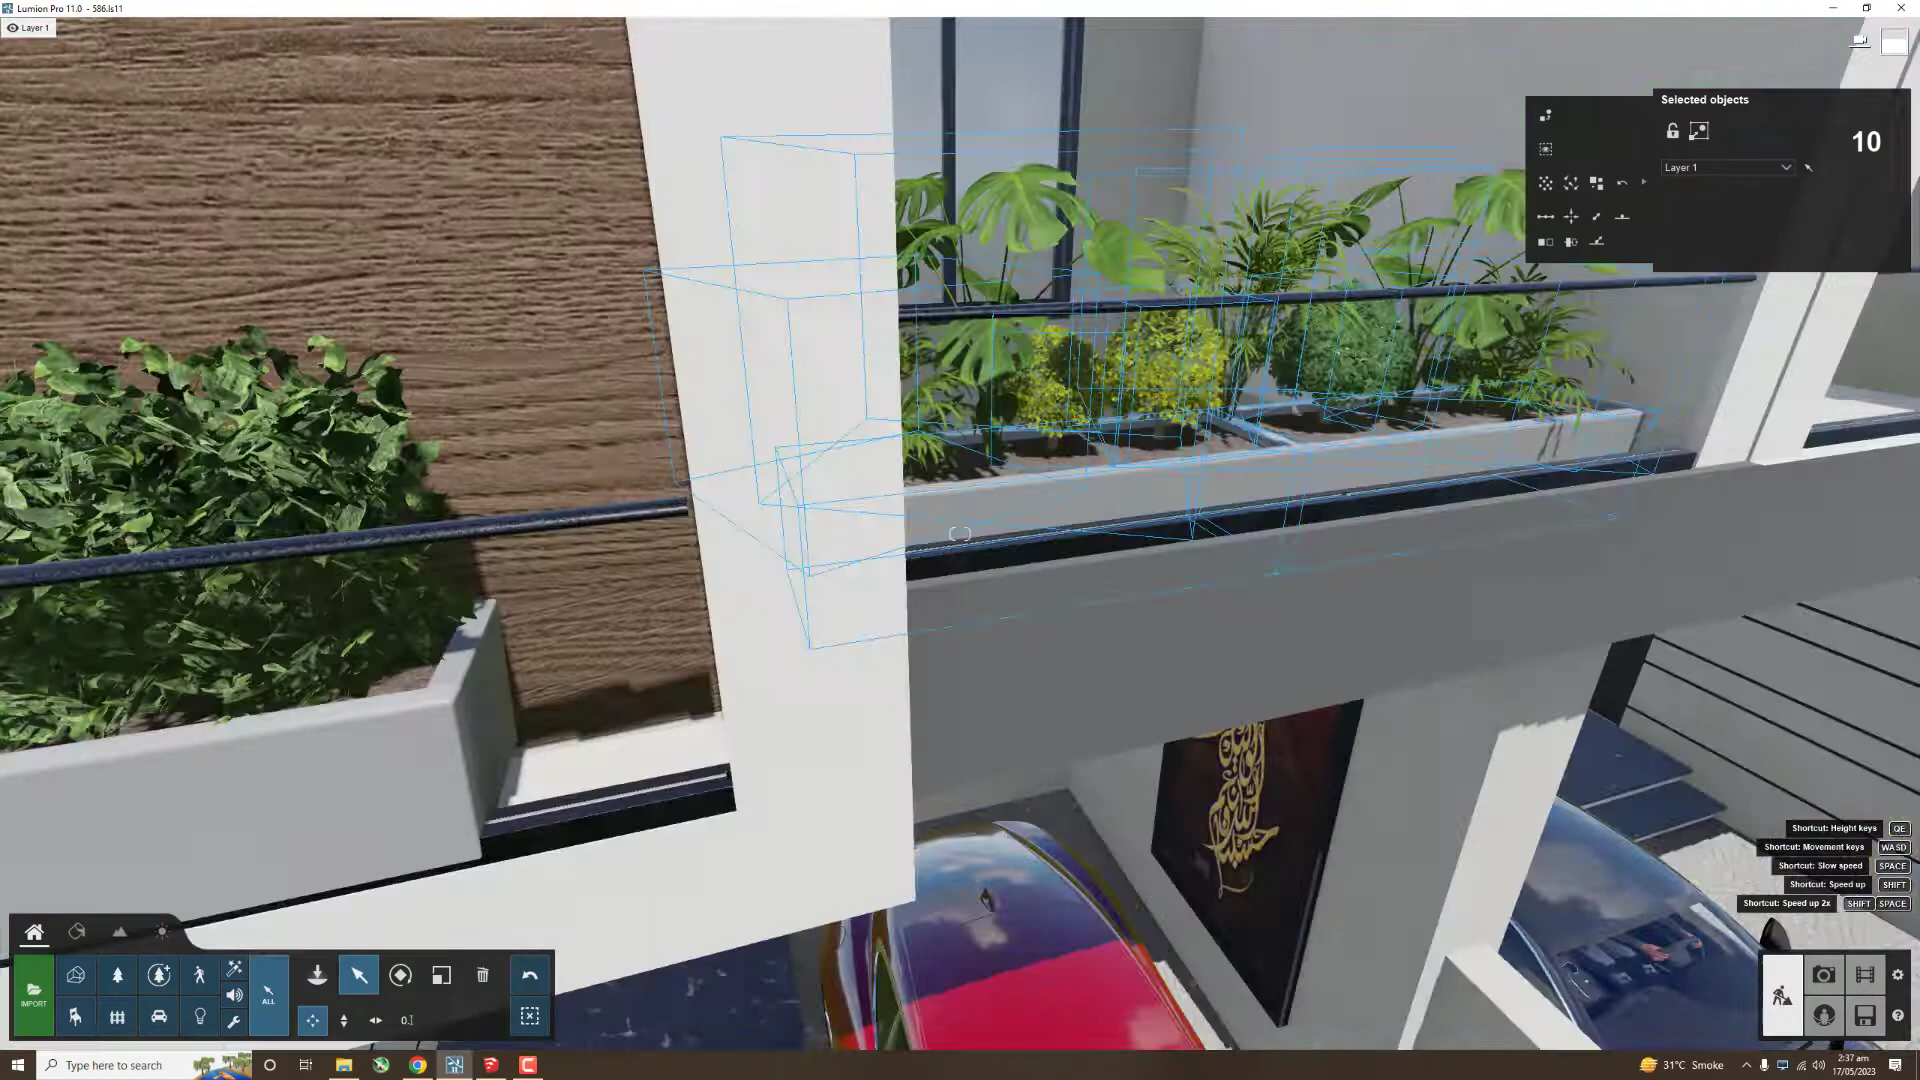 Lumion Pro 11.0 - 586.ls11
Layer 1
Selected objects
10
Layer 1
Shortcut: Height keys QE
Shortcut: Movement keys WASD
Shortcut: Slow speed SPACE
Shortcut: Speed up SHIFT
Shortcut: Speed up 2x SHIFT SPACE
IMPORT
ALL
Type here to search
31°C Smoke
2:37 am
17/05/2023